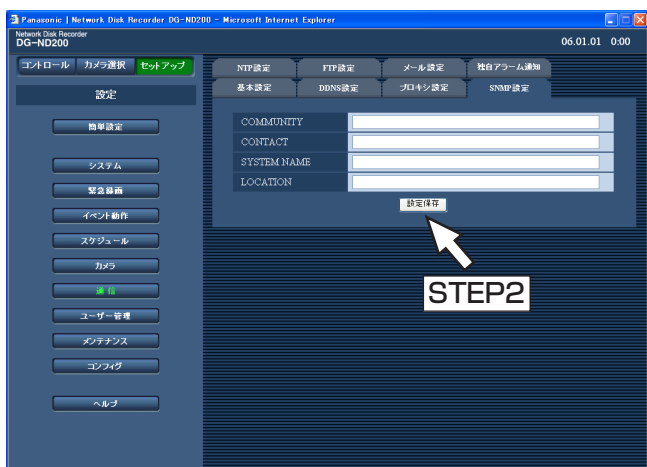 Panasonic | Network Disk Recorder DG-ND200 - Microsoft Internet Explorer
Network Disk Recorder
DG-ND200
06.01.01 0:00
コントロール カメラ選択 セットアップ
設定
簡単設定
システム
緊急録画
イベント動作
スケジュール
カメラ
通信
ユーザー管理
メンテナンス
コンフィグ
ヘルプ
NTP設定 FTP設定 メール設定 独自アラーム通知
基本設定 DDNS設定 プロキシ設定 SNMP設定
COMMUNITY
CONTACT
SYSTEM NAME
LOCATION
設定保存
STEP2